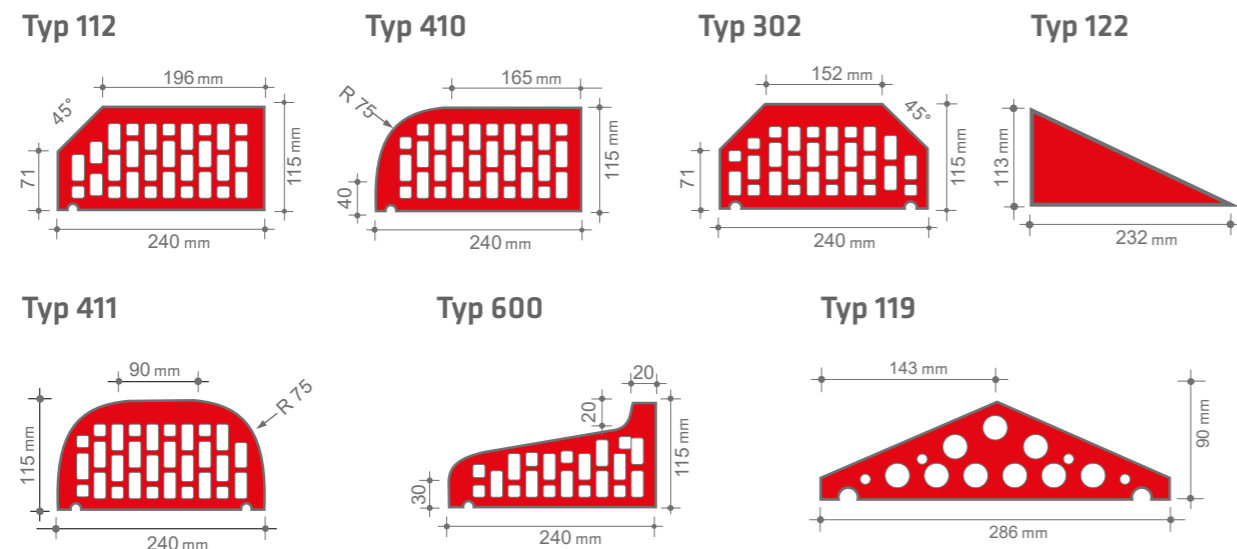 Typ 112
196 mm
45°
71
115 mm
240 mm
Typ 410
165 mm
R 75
40
115 mm
240 mm
Typ 302
152 mm
45°
71
115 mm
240 mm
Typ 122
113 mm
232 mm
Typ 411
90 mm
R 75
115 mm
240 mm
Typ 600
20
20
30
115 mm
240 mm
Typ 119
143 mm
90 mm
286 mm